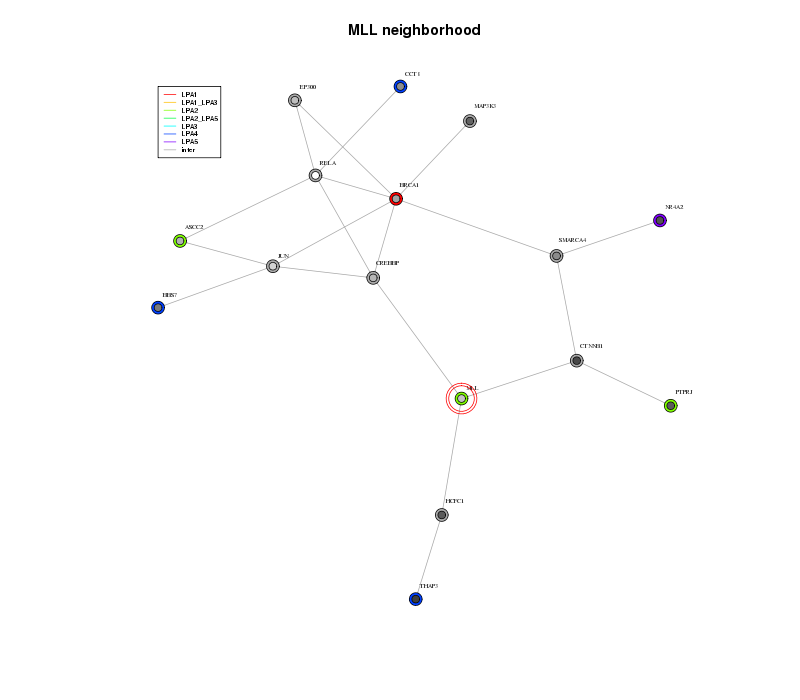 MLL neighborhood
CCT1
EP300
LPA1
LPA1_LPA3
LPA2
LPA2_LPA5
LPA3
LPA4
LPA5
inter
MAP3K3
RELA
BRCA1
NR4A2
ASCC2
SMARCA4
JUN
CREBBP
BBS7
CTNNB1
MLL
PTPRJ
HCFC1
THAP3